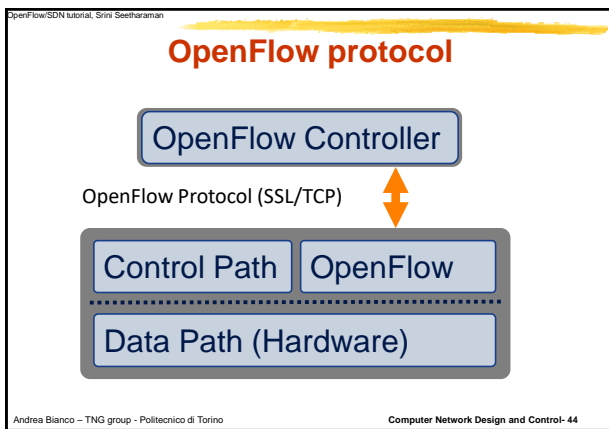 OpenFlow/SDN tutorial, Srini Seetharaman
OpenFlow protocol
OpenFlow Controller
OpenFlow Protocol (SSL/TCP)
Control Path
OpenFlow
Data Path (Hardware)
Andrea Bianco – TNG group - Politecnico di Torino
Computer Network Design and Control- 44